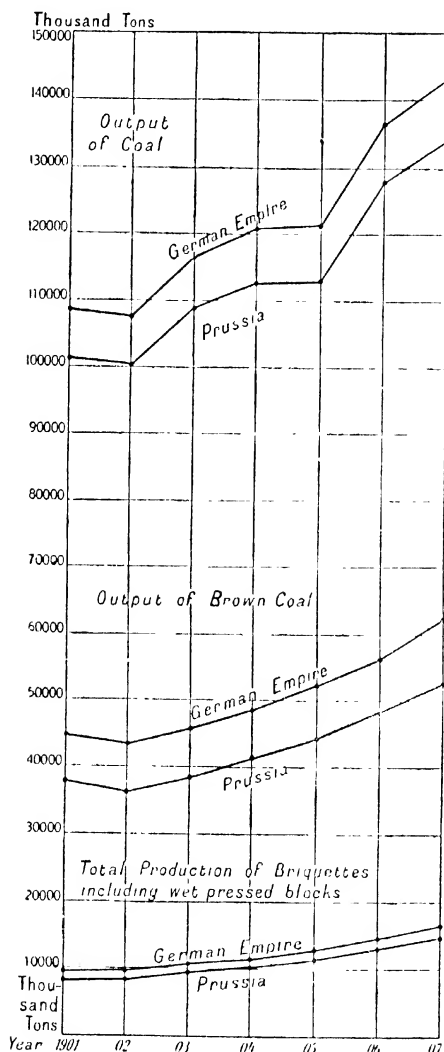 Thousand Tons
150000
140000
Output
of Coal
130000
120000
German Empire
110000
Prussia
100000
90000
80000
70000
Output of Brown Coal
60000
German Empire
50000
40000
Prussia
30000
Total Production of Briquettes
including wet pressed blocks
20000
German Empire
10000
Prussia
Thou-
sand
Tons
Year 1901 02 03 04 05 06 07